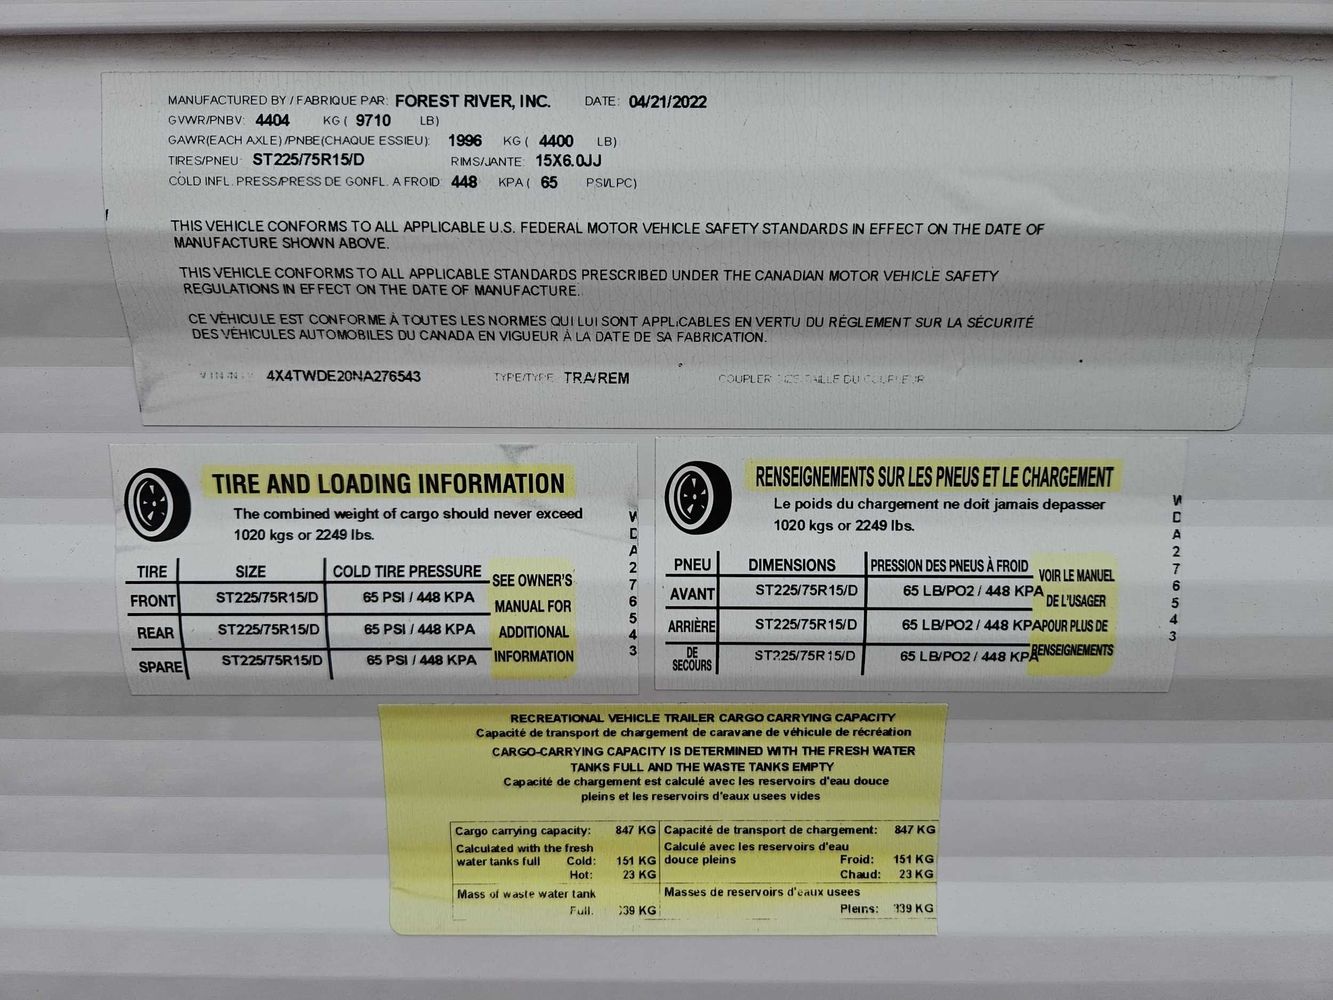 MANUFACTURED BY / FABRIQUE PAR: FOREST RIVER, INC. DATE: 04/21/2022
GVWR/PNBV: 4404 KG ( 9710 LB)
GAWR(EACH AXLE) /PNBE(CHAQUE ESSIEU): 1996 KG ( 4400 LB)
TIRES/PNEU: ST225/75R15/D RIMS/JANTE: 15X6.0JJ
COLD INFL. PRESS/PRESS DE GONFL. A FROID: 448 KPA ( 65 PSI/LPC)
THIS VEHICLE CONFORMS TO ALL APPLICABLE U.S. FEDERAL MOTOR VEHICLE SAFETY STANDARDS IN EFFECT ON THE DATE OF
MANUFACTURE SHOWN ABOVE.
THIS VEHICLE CONFORMS TO ALL APPLICABLE STANDARDS PRESCRIBED UNDER THE CANADIAN MOTOR VEHICLE SAFETY
REGULATIONS IN EFFECT ON THE DATE OF MANUFACTURE.
CE VÉHICULE EST CONFORME À TOUTES LES NORMES QUI LUI SONT APPLICABLES EN VERTU DU RÉGLEMENT SUR LA SÉCURITÉ
DES VÉHICULES AUTOMOBILES DU CANADA EN VIGUEUR À LA DATE DE SA FABRICATION.
4X4TWDE20NA276543 TYPE/TYPE: TRA/REM COUPLER
TIRE AND LOADING INFORMATION
The combined weight of cargo should never exceed
1020 kgs or 2249 lbs.
TIRE SIZE COLD TIRE PRESSURE SEE OWNER'S
FRONT ST225/75R15/D 65 PSI / 448 KPA MANUAL FOR
REAR ST225/75R15/D 65 PSI / 448 KPA ADDITIONAL
SPARE ST225/75R15/D 65 PSI / 448 KPA INFORMATION
WDA276543
RENSEIGNEMENTS SUR LES PNEUS ET LE CHARGEMENT
Le poids du chargement ne doit jamais depasser
1020 kgs or 2249 lbs.
PNEU DIMENSIONS PRESSION DES PNEUS À FROID VOIR LE MANUEL
AVANT ST225/75R15/D 65 LB/PO2 / 448 KPA DE L'USAGER
ARRIÈRE ST225/75R15/D 65 LB/PO2 / 448 KPA POUR PLUS DE
DE SECOURS ST225/75R15/D 65 LB/PO2 / 448 KPA RENSEIGNEMENTS
WDA276543
RECREATIONAL VEHICLE TRAILER CARGO CARRYING CAPACITY
Capacité de transport de chargement de caravane de véhicule de récréation
CARGO-CARRYING CAPACITY IS DETERMINED WITH THE FRESH WATER
TANKS FULL AND THE WASTE TANKS EMPTY
Capacité de chargement est calculé avec les reservoirs d'eau douce
pleins et les reservoirs d'eaux usees vides
Cargo carrying capacity: 847 KG Capacité de transport de chargement: 847 KG
Calculated with the fresh Calculé avec les reservoirs d'eau
water tanks full Cold: 151 KG douce pleins Froid: 151 KG
Hot: 23 KG Chaud: 23 KG
Mass of waste water tank Masses de reservoirs d'eaux usees
Full: 39 KG Pleins: 39 KG